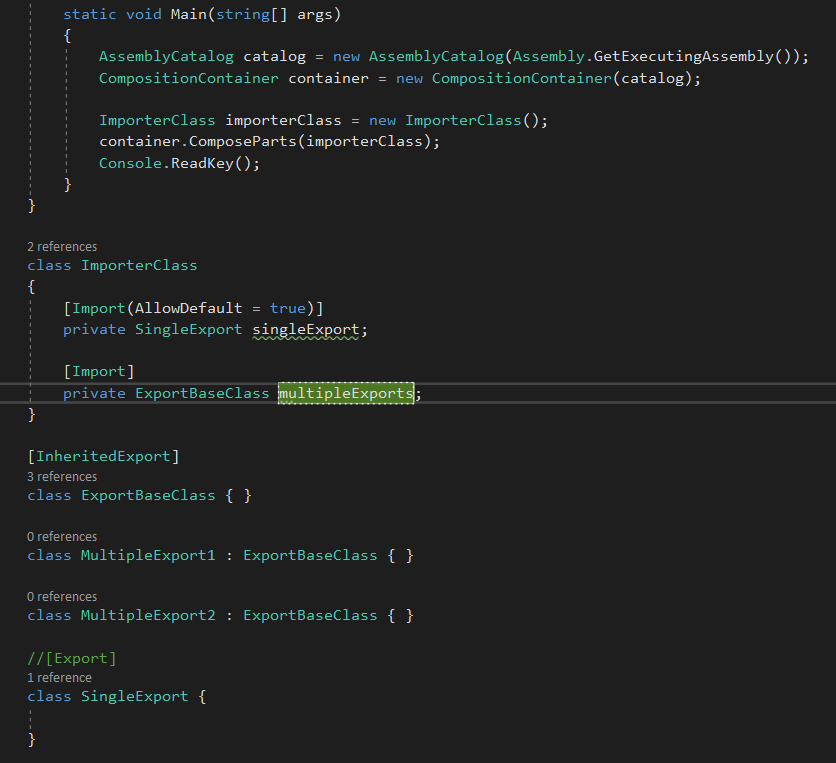 static void Main(string[] args)
{
AssemblyCatalog catalog = new AssemblyCatalog(Assembly.GetExecutingAssembly());
CompositionContainer container = new CompositionContainer(catalog);
ImporterClass importerClass = new ImporterClass();
container.ComposeParts(importerClass);
Console.ReadKey();
}
}
2 references
class ImporterClass
{
[Import(AllowDefault = true)]
private SingleExport singleExport;
[Import]
private ExportBaseClass multipleExports;
}
[InheritedExport]
3 references
class ExportBaseClass { }
0 references
class MultipleExport1 : ExportBaseClass { }
0 references
class MultipleExport2 : ExportBaseClass { }
//[Export]
1 reference
class SingleExport {
}